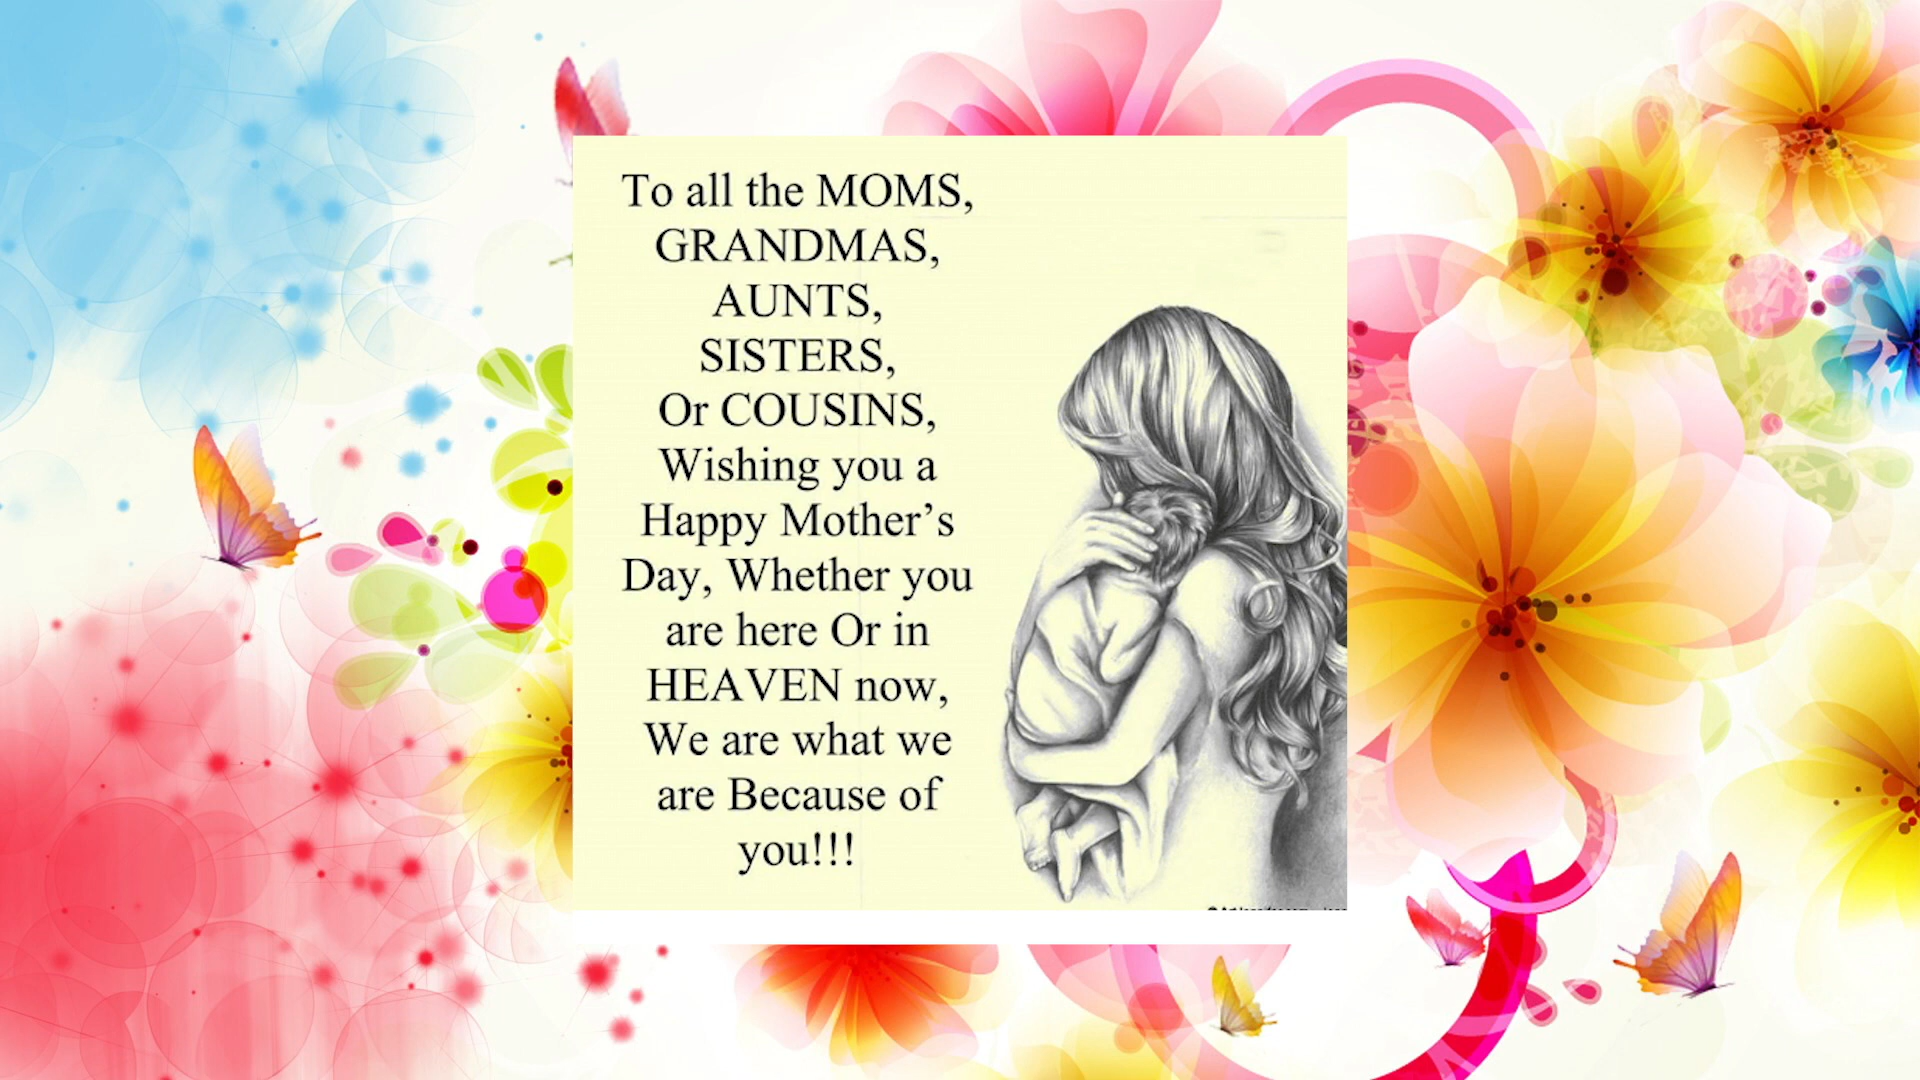 To all the MOMS,
GRANDMAS,
AUNTS,
SISTERS,
Or COUSINS,
Wishing you a
Happy Mother’s
Day, Whether you
are here Or in
HEAVEN now,
We are what we
are Because of
you!!!